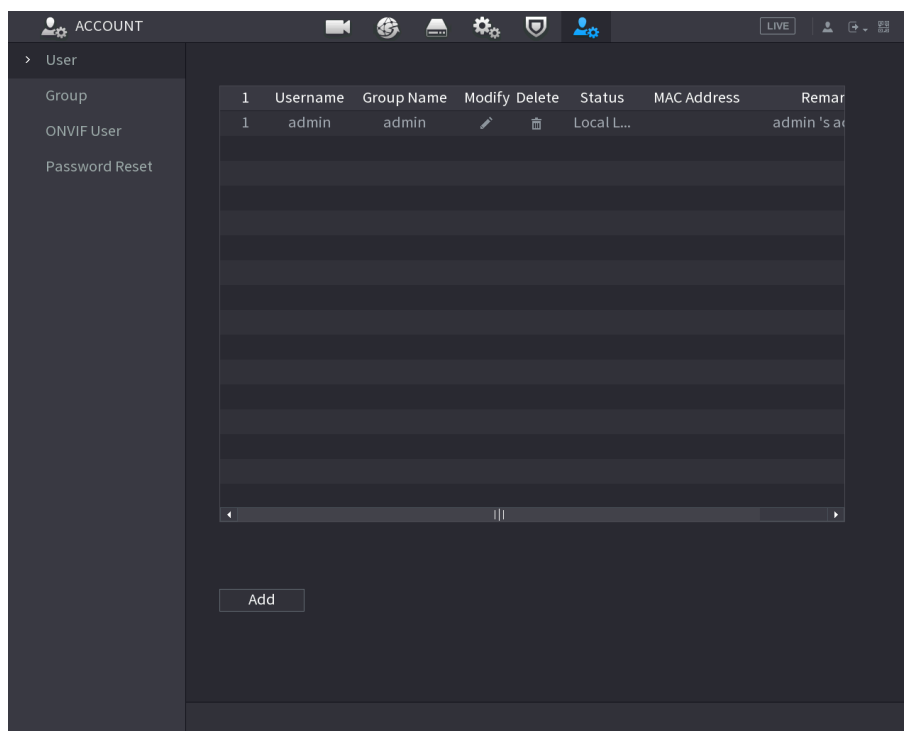 ACCOUNT
LIVE
User
Group
ONVIF User
Password Reset
1 Username Group Name Modify Delete Status MAC Address Remar
1 admin admin Local L... admin 's ac
Add